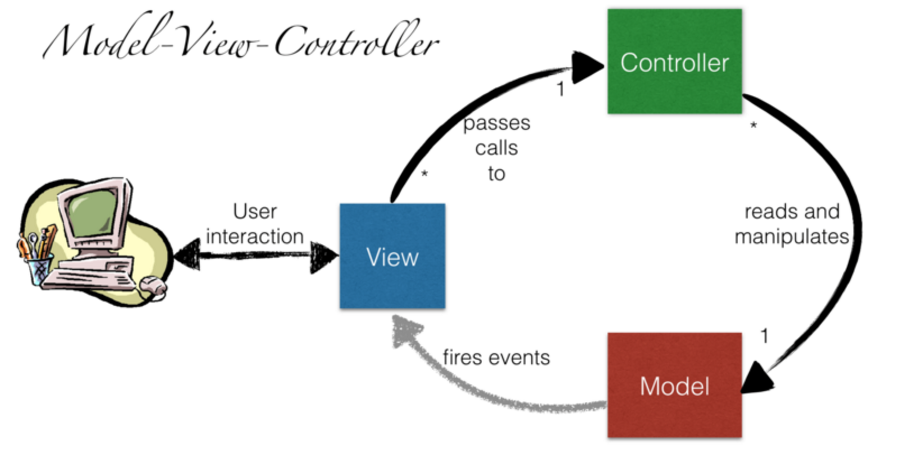 Model-View-Controller
Controller
1
passes
calls
to
*
*
User
interaction
View
reads and
manipulates
1
fires events
Model